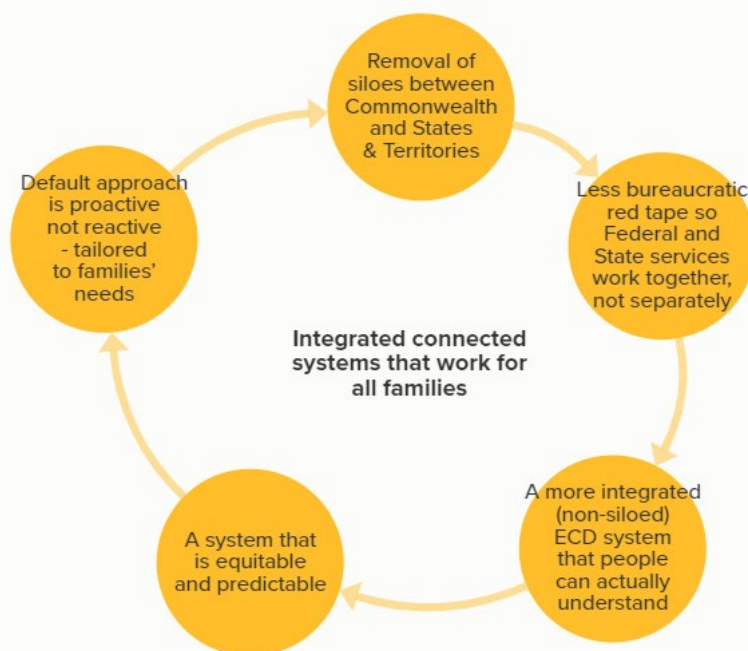 Removal of
siloes between
Commonwealth
and States
& Territories
Less bureaucratic
red tape so
Federal and
State services
work together,
not separately
A more integrated
(non-siloed)
ECD system
that people
can actually
understand
A system that
is equitable
and predictable
Default approach
is proactive
not reactive
- tailored
to families'
needs
Integrated connected
systems that work for
all families